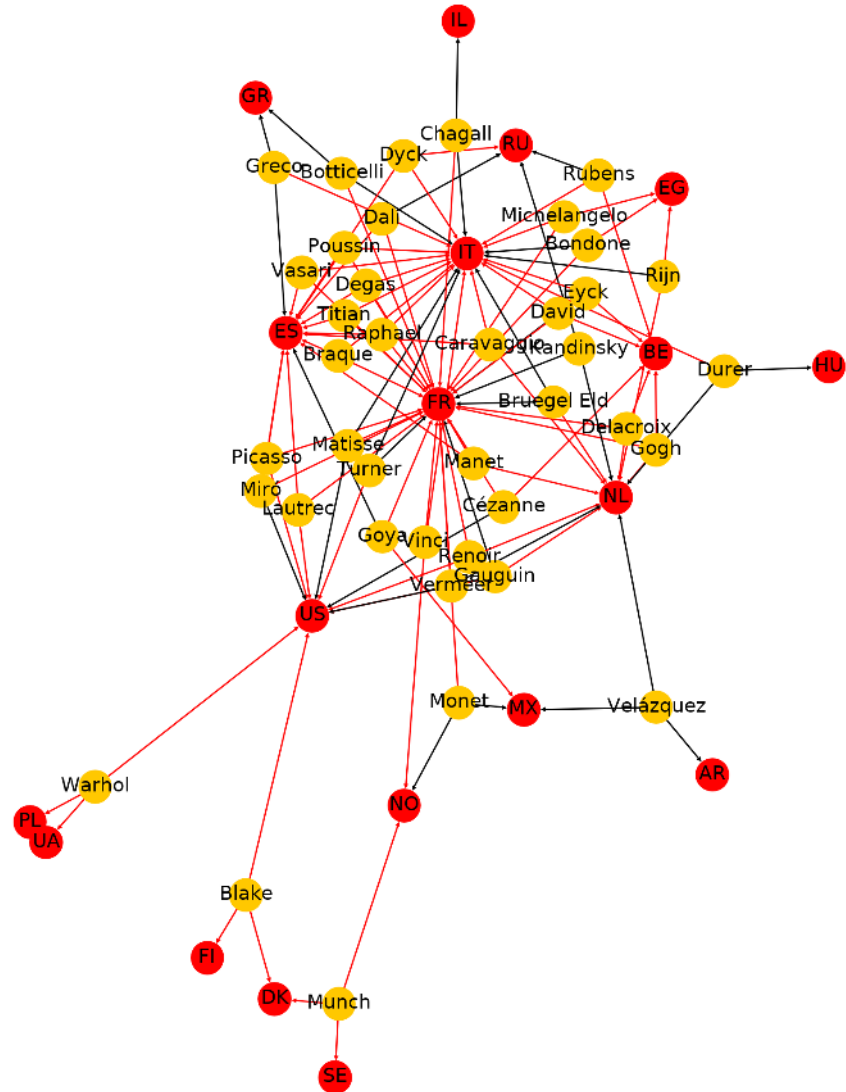 IL
GR
Chagall
RU
Dyck
Greco
Botticelli
Rubens
EG
Michelangelo
Dali
Bondone
Poussin
IT
Vasari
Rijn
Degas
Eyck
David
Titian
ES
Raphael
Caravaggio
Kandinsky
Braque
BE
HU
Durer
FR
Bruegel Eld
Delacroix
Matisse
Gogh
Picasso
Turner
Manet
Miró
NL
Lautrec
Cézanne
Goya
Vinci
Renoir
Gauguin
Vermeer
US
Monet
MX
Velázquez
AR
Warhol
NO
PL
UA
Blake
FI
DK
Munch
SE